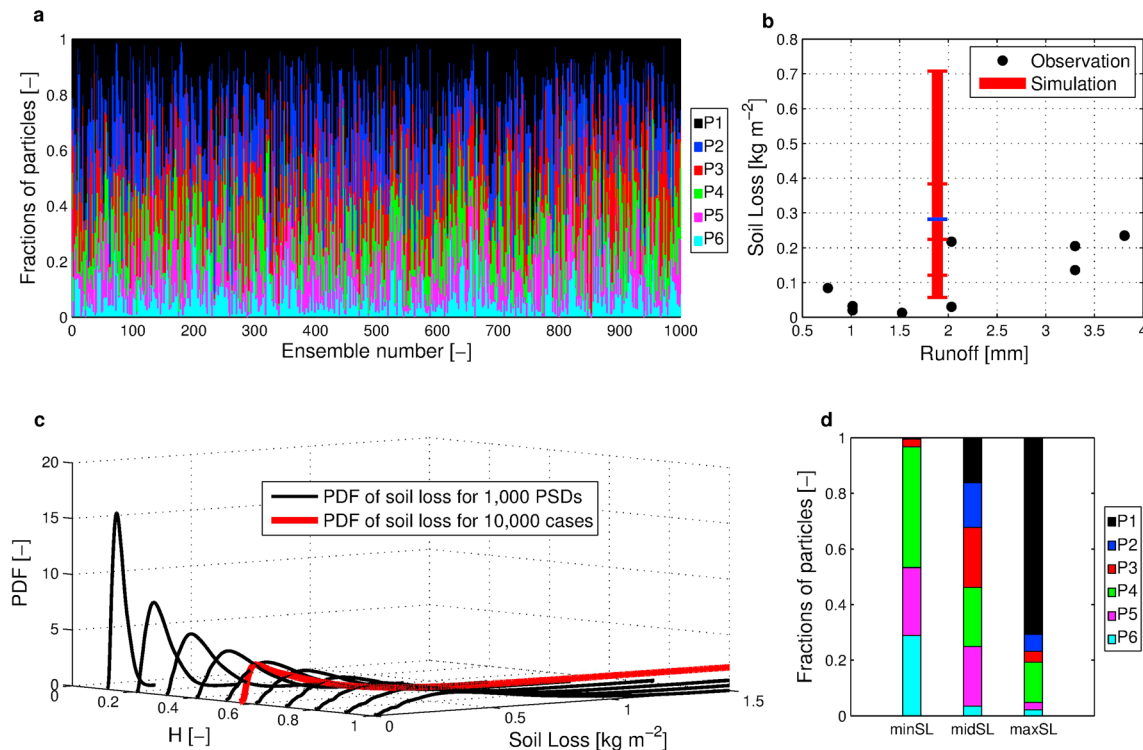 a
1
0.8
0.6
0.4
0.2
0
Fractions of particles [–]
0 100 200 300 400 500 600 700 800 900 1000
Ensemble number [–]
P1
P2
P3
P4
P5
P6
b
0.8
0.7
0.6
0.5
0.4
0.3
0.2
0.1
0
Soil Loss [kg m−2]
Observation
Simulation
0.5 1 1.5 2 2.5 3 3.5 4
Runoff [mm]
c
20
15
10
5
0
PDF [–]
PDF of soil loss for 1,000 PSDs
PDF of soil loss for 10,000 cases
0 0.2 0.4 0.6 0.8 1
H [–]
0 0.5 1 1.5
Soil Loss [kg m−2]
d
1
0.8
0.6
0.4
0.2
0
Fractions of particles [–]
minSL midSL maxSL
P1
P2
P3
P4
P5
P6